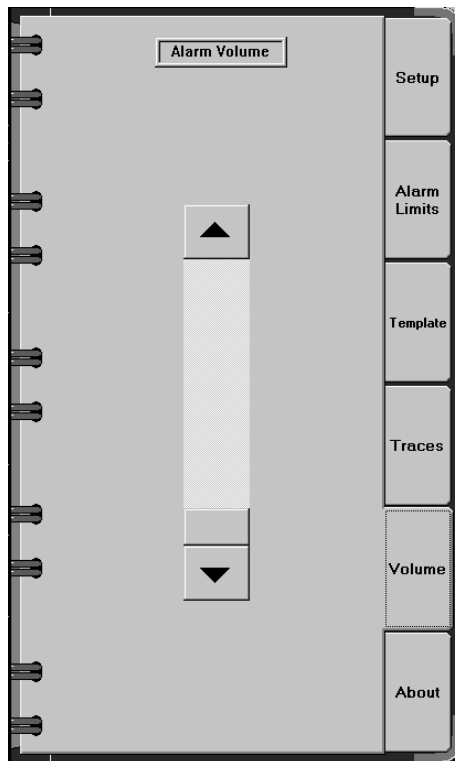 Alarm Volume
Setup
Alarm
Limits
Template
Traces
Volume
About